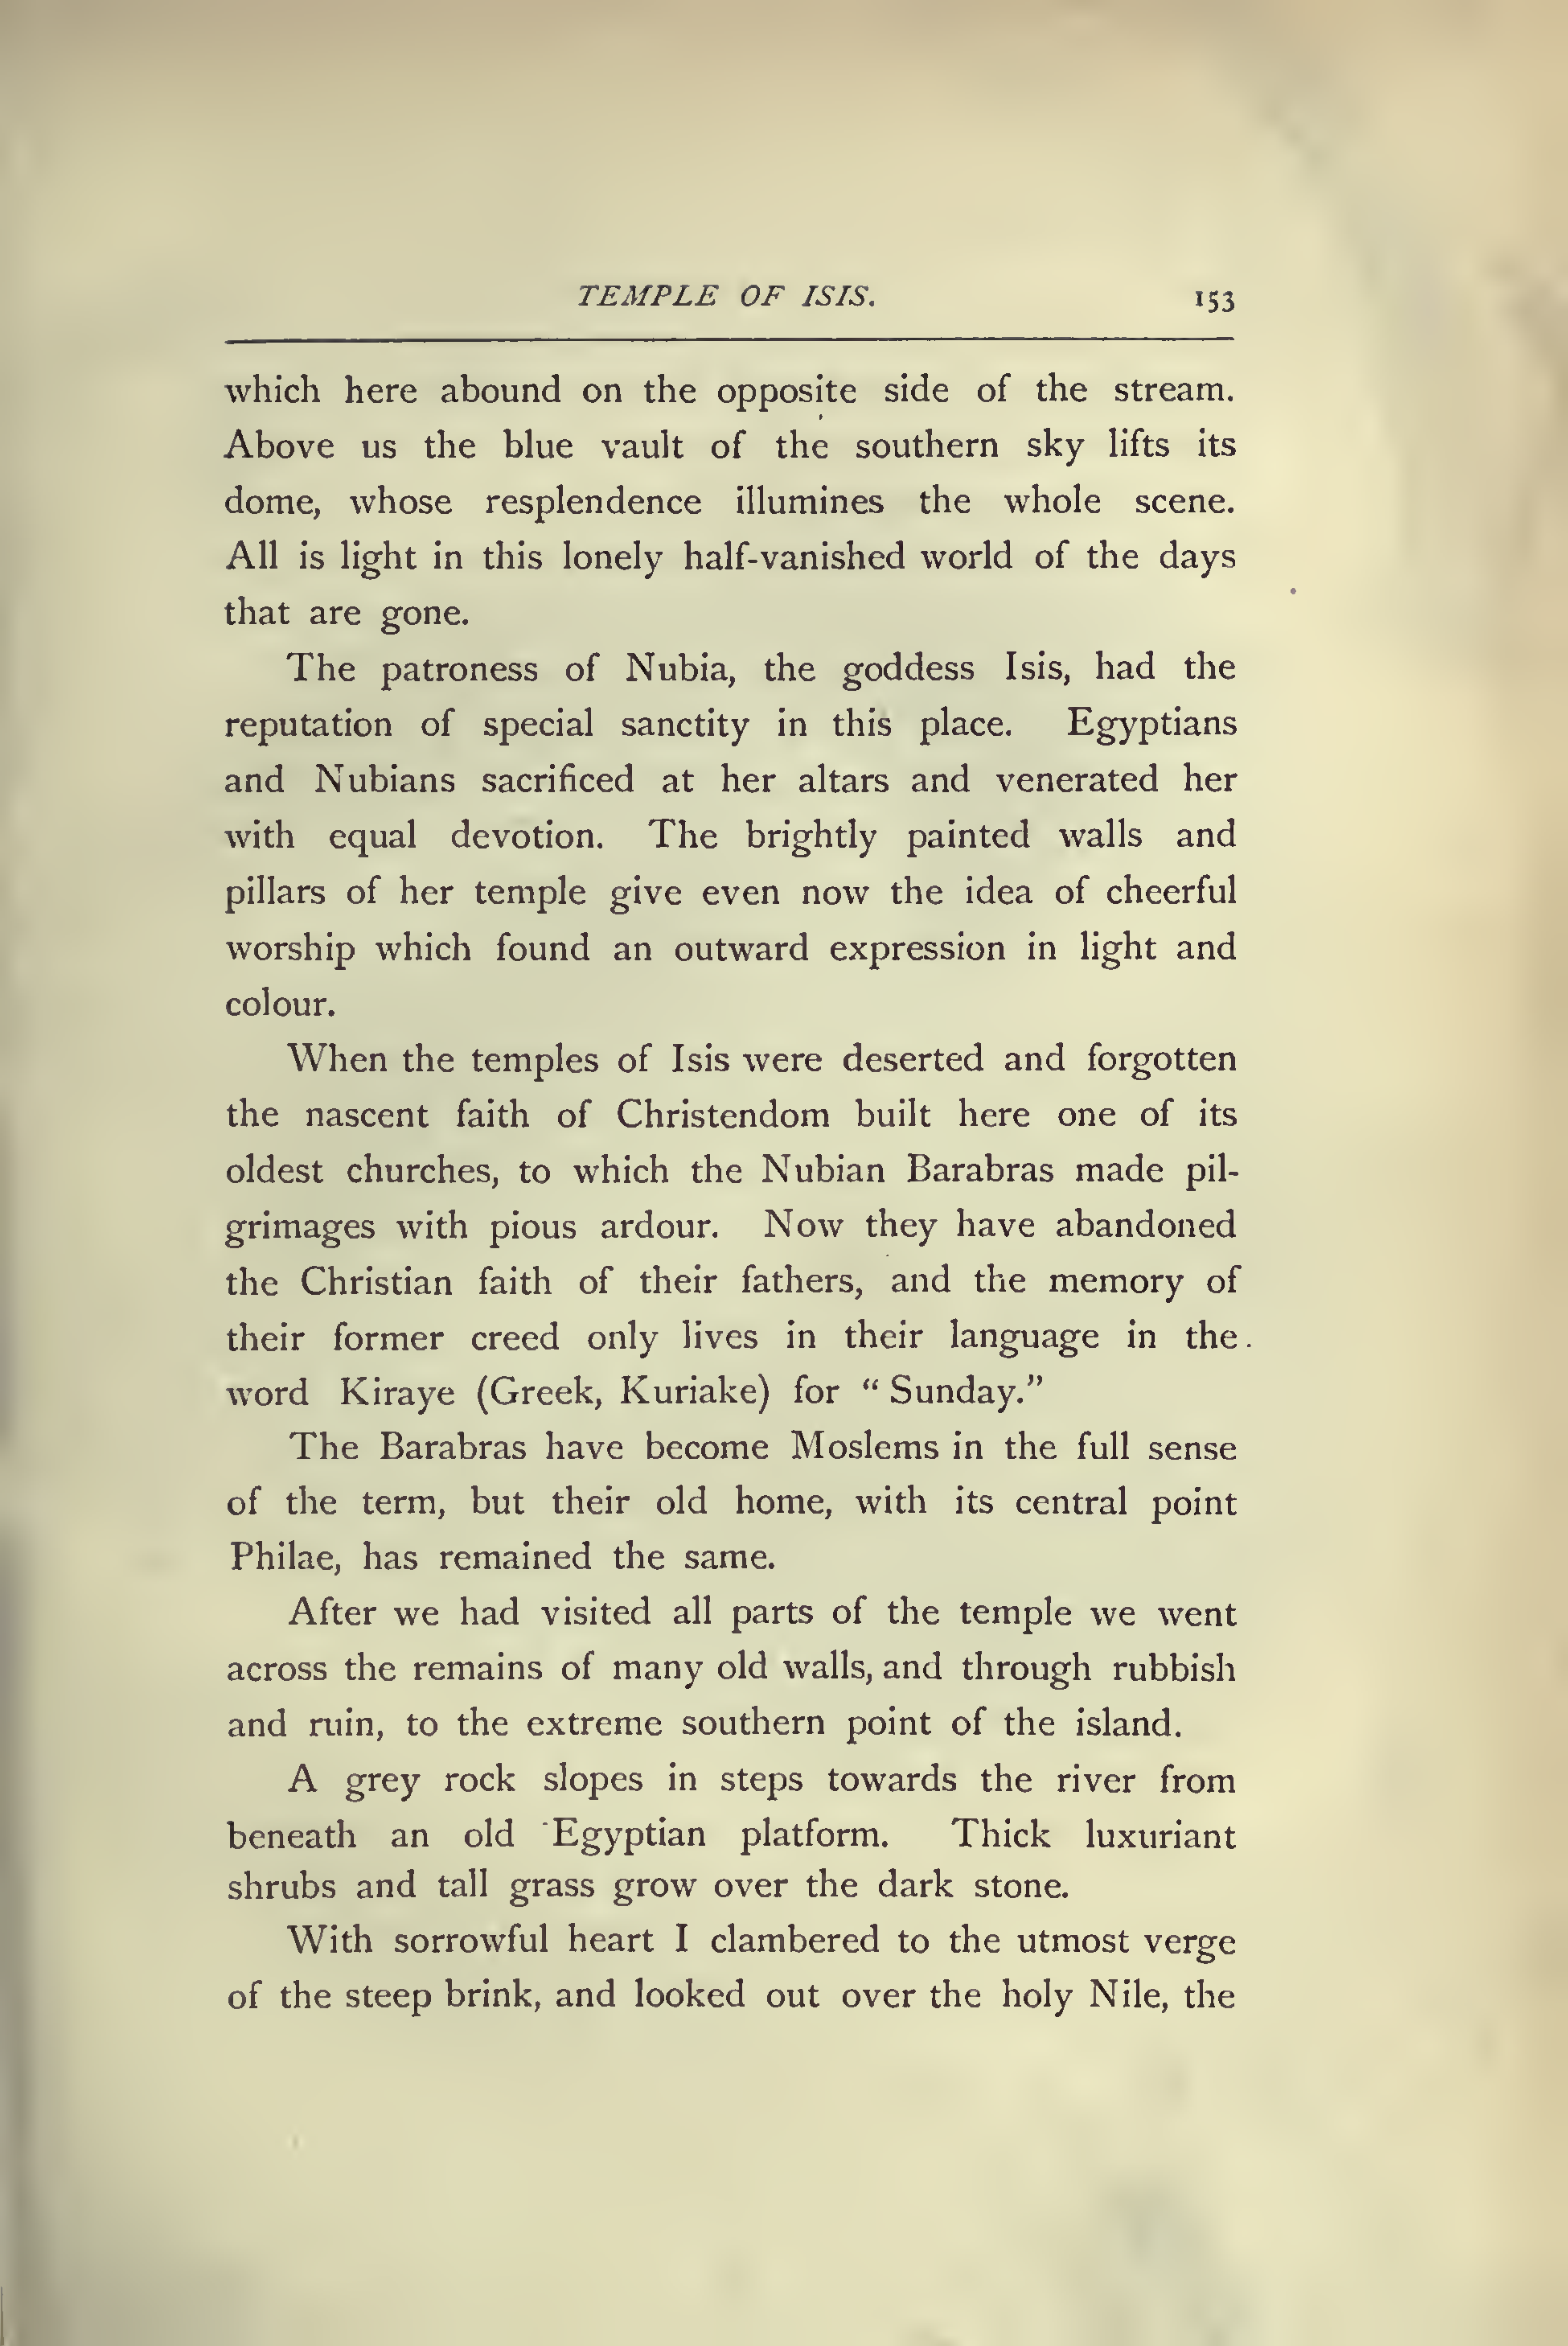 TEMPLE OF ISIS. 153
which here abound on the opposite side of the stream.
Above us the blue vault of the southern sky lifts its
dome, whose resplendence illumines the whole scene.
All is light in this lonely half-vanished world of the days
that are gone.
The patroness of Nubia, the goddess Isis, had the
reputation of special sanctity in this place. Egyptians
and Nubians sacrificed at her altars and venerated her
with equal devotion. The brightly painted walls and
pillars of her temple give even now the idea of cheerful
worship which found an outward expression in light and
colour.
When the temples of Isis were deserted and forgotten
the nascent faith of Christendom built here one of its
oldest churches, to which the Nubian Barabras made pil-
grimages with pious ardour. Now they have abandoned
the Christian faith of their fathers, and the memory of
their former creed only lives in their language in the.
word Kiraye (Greek, Kuriake) for “ Sunday.”
The Barabras have become Moslems in the full sense
of the term, but their old home, with its central point
Philae, has remained the same.
After we had visited all parts of the temple we went
across the remains of many old walls, and through rubbish
and ruin, to the extreme southern point of the island.
A grey rock slopes in steps towards the river from
beneath an old Egyptian platform. Thick luxuriant
shrubs and tall grass grow over the dark stone.
With sorrowful heart I clambered to the utmost verge
of the steep brink, and looked out over the holy Nile, the